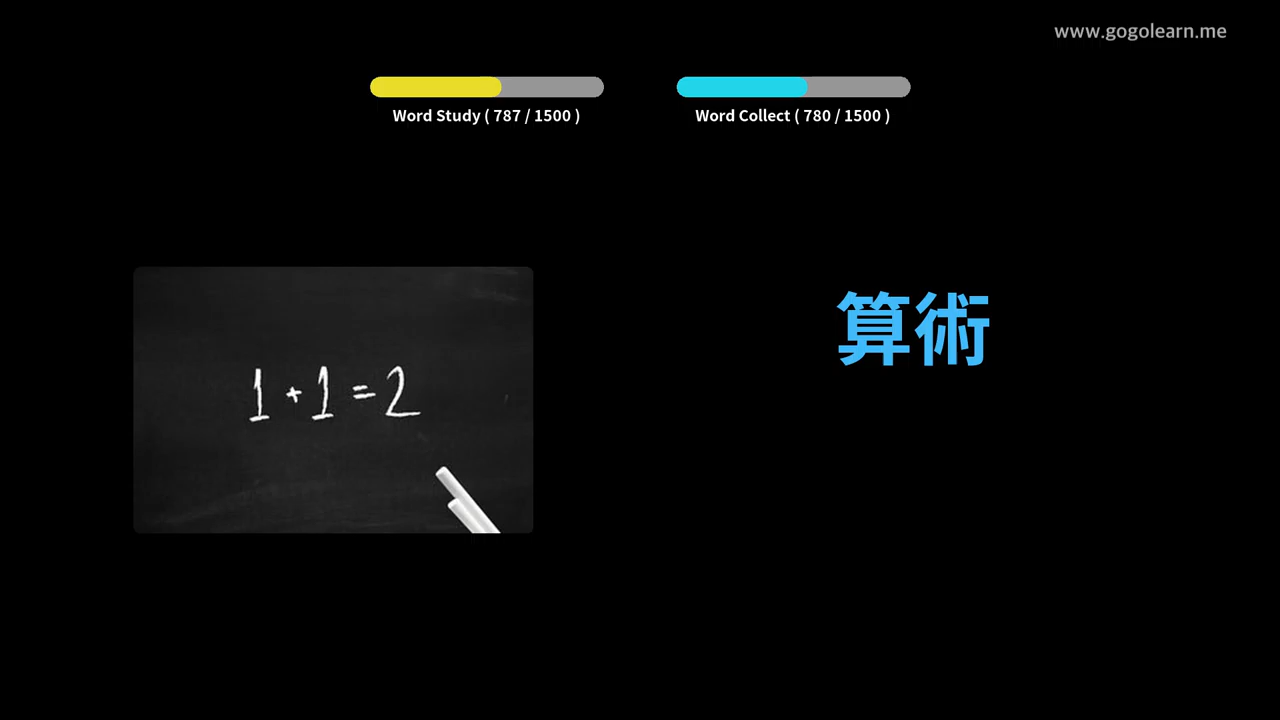 www.gogolearn.me
Word Study ( 787 / 1500 )
Word Collect ( 780 / 1500 )
1 + 1 = 2
算術